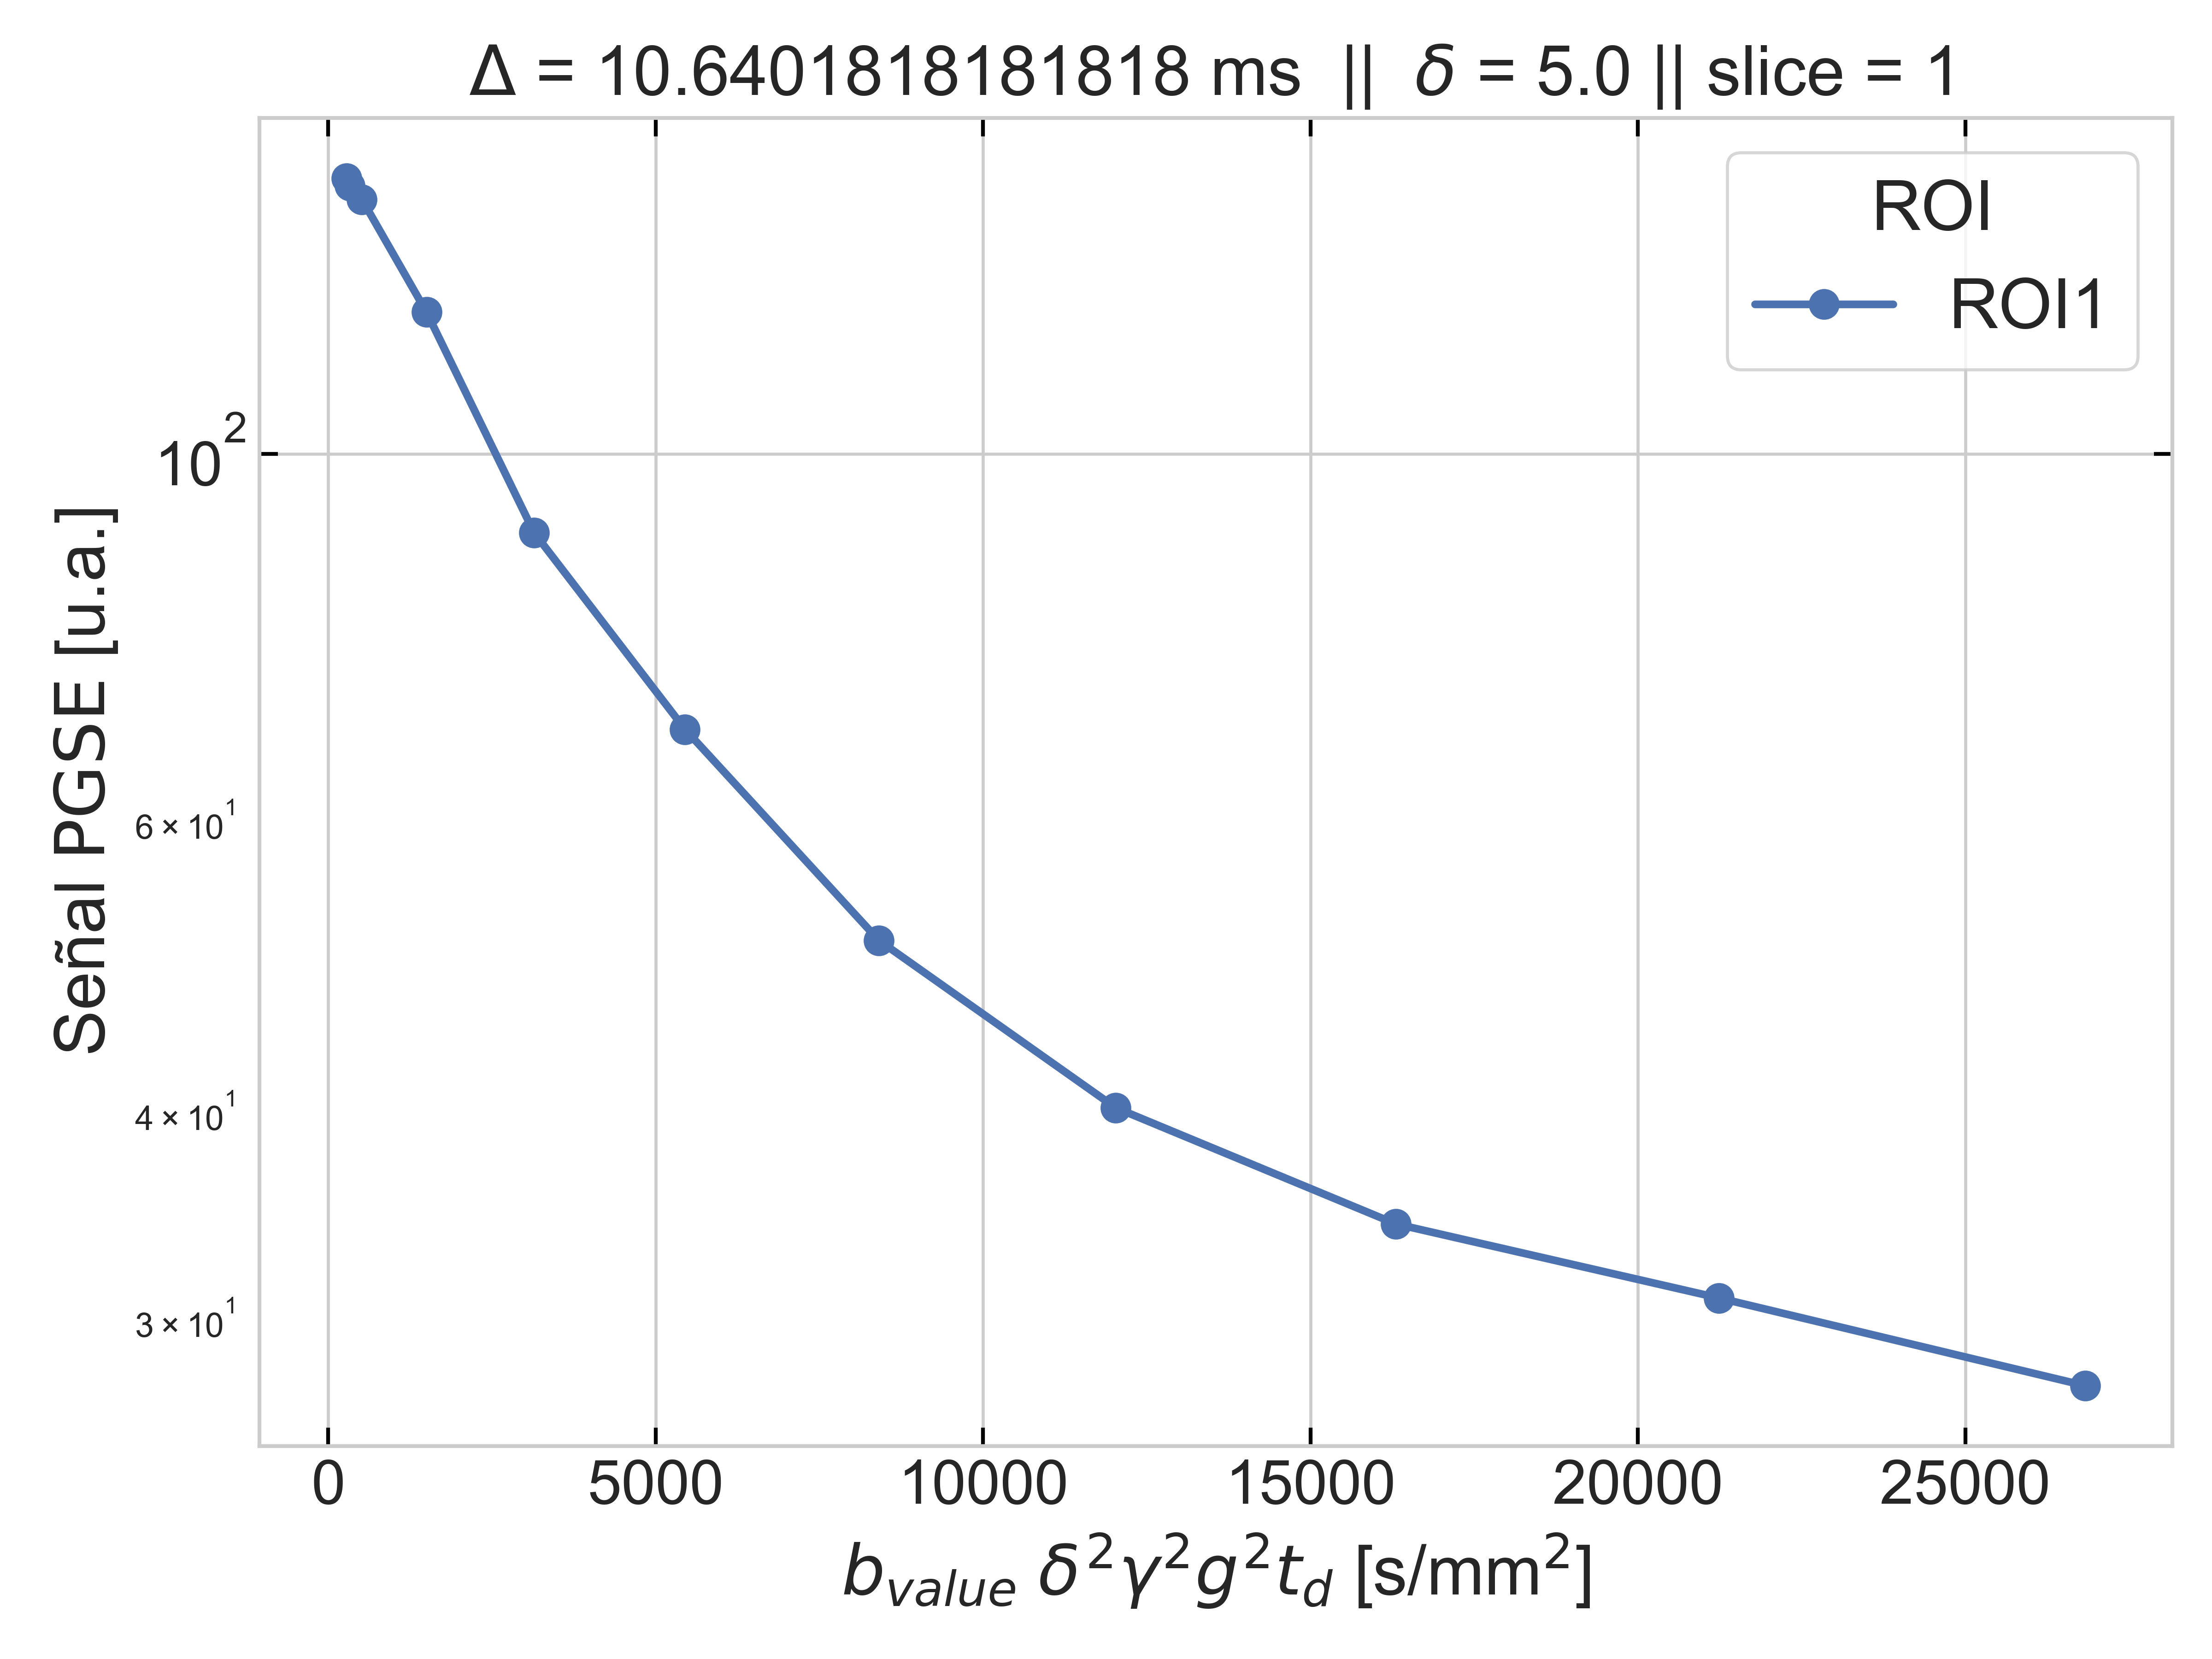 Δ = 10.64018181818181818 ms || δ = 5.0 || slice = 1
ROI
ROI1
10²
6 × 10¹
4 × 10¹
3 × 10¹
Señal PGSE [u.a.]
0 5000 10000 15000 20000 25000
b_value δ²γ²g²t_d [s/mm²]